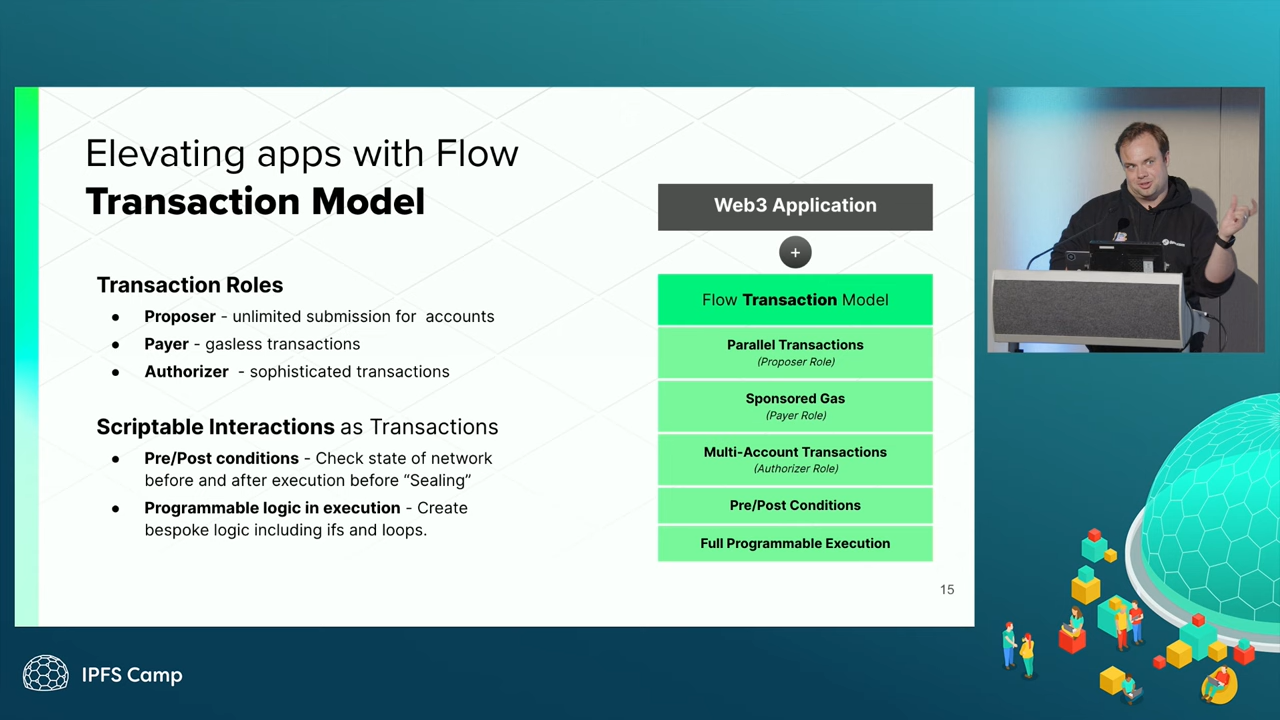 Elevating apps with Flow
Transaction Model
Transaction Roles
● Proposer - unlimited submission for accounts
● Payer - gasless transactions
● Authorizer - sophisticated transactions
Scriptable Interactions as Transactions
● Pre/Post conditions - Check state of network
before and after execution before “Sealing”
● Programmable logic in execution - Create
bespoke logic including ifs and loops.
Web3 Application
+
Flow Transaction Model
Parallel Transactions
(Proposer Role)
Sponsored Gas
(Payer Role)
Multi-Account Transactions
(Authorizer Role)
Pre/Post Conditions
Full Programmable Execution
15
IPFS Camp